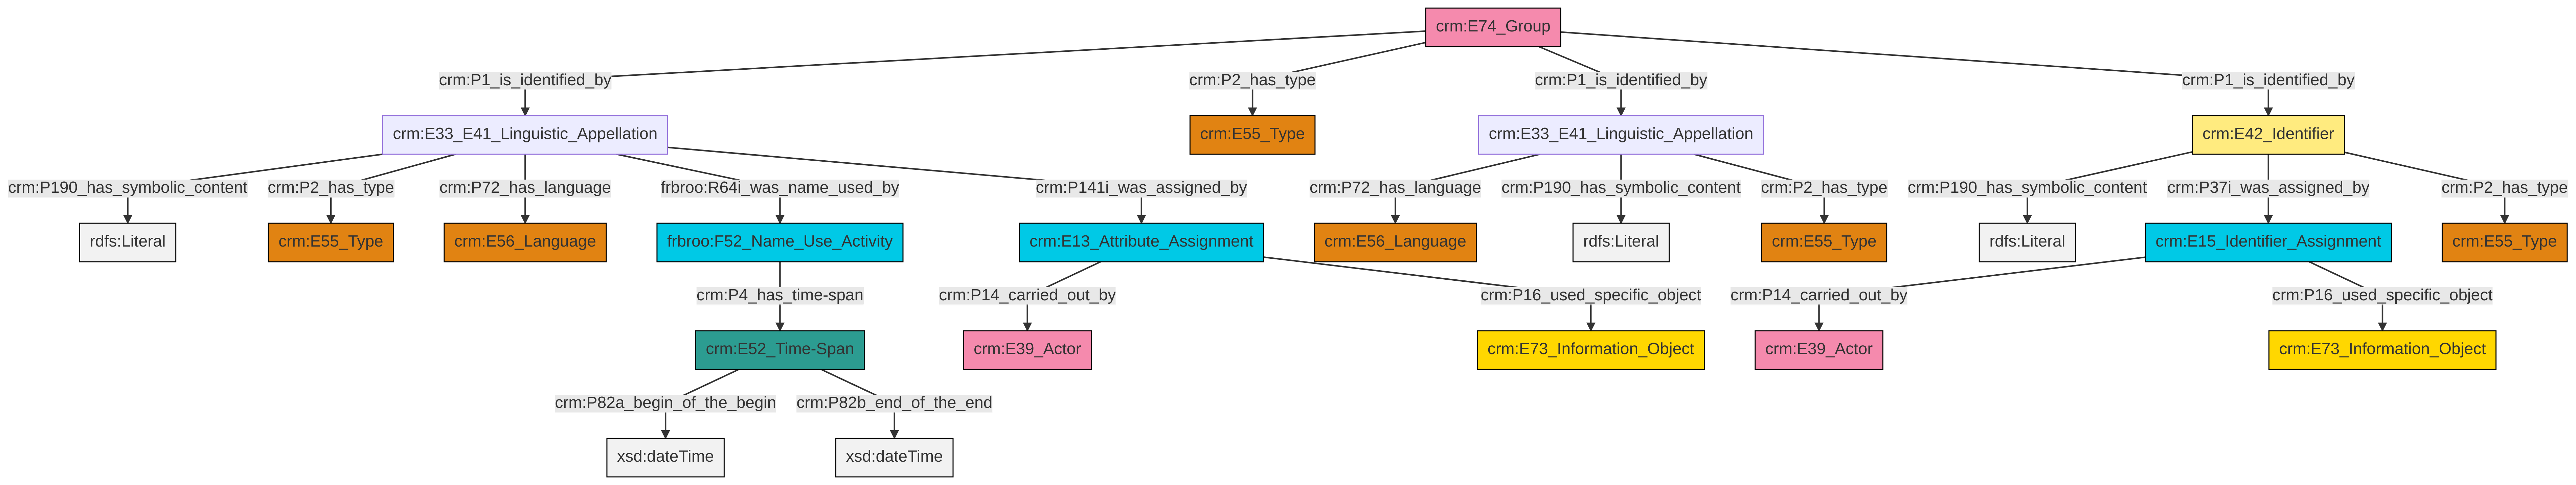 crm:E74_Group
crm:P1_is_identified_by
crm:P2_has_type
crm:P1_is_identified_by
crm:P1_is_identified_by
crm:E33_E41_Linguistic_Appellation
crm:E55_Type
crm:E33_E41_Linguistic_Appellation
crm:E42_Identifier
crm:P190_has_symbolic_content
crm:P2_has_type
crm:P72_has_language
frbroo:R64i_was_name_used_by
crm:P141i_was_assigned_by
crm:P72_has_language
crm:P190_has_symbolic_content
crm:P2_has_type
crm:P190_has_symbolic_content
crm:P37i_was_assigned_by
crm:P2_has_type
rdfs:Literal
crm:E55_Type
crm:E56_Language
frbroo:F52_Name_Use_Activity
crm:E13_Attribute_Assignment
crm:E56_Language
rdfs:Literal
crm:E55_Type
rdfs:Literal
crm:E15_Identifier_Assignment
crm:E55_Type
crm:P4_has_time-span
crm:P14_carried_out_by
crm:P16_used_specific_object
crm:P14_carried_out_by
crm:P16_used_specific_object
crm:E52_Time-Span
crm:E39_Actor
crm:E73_Information_Object
crm:E39_Actor
crm:E73_Information_Object
crm:P82a_begin_of_the_begin
crm:P82b_end_of_the_end
xsd:dateTime
xsd:dateTime